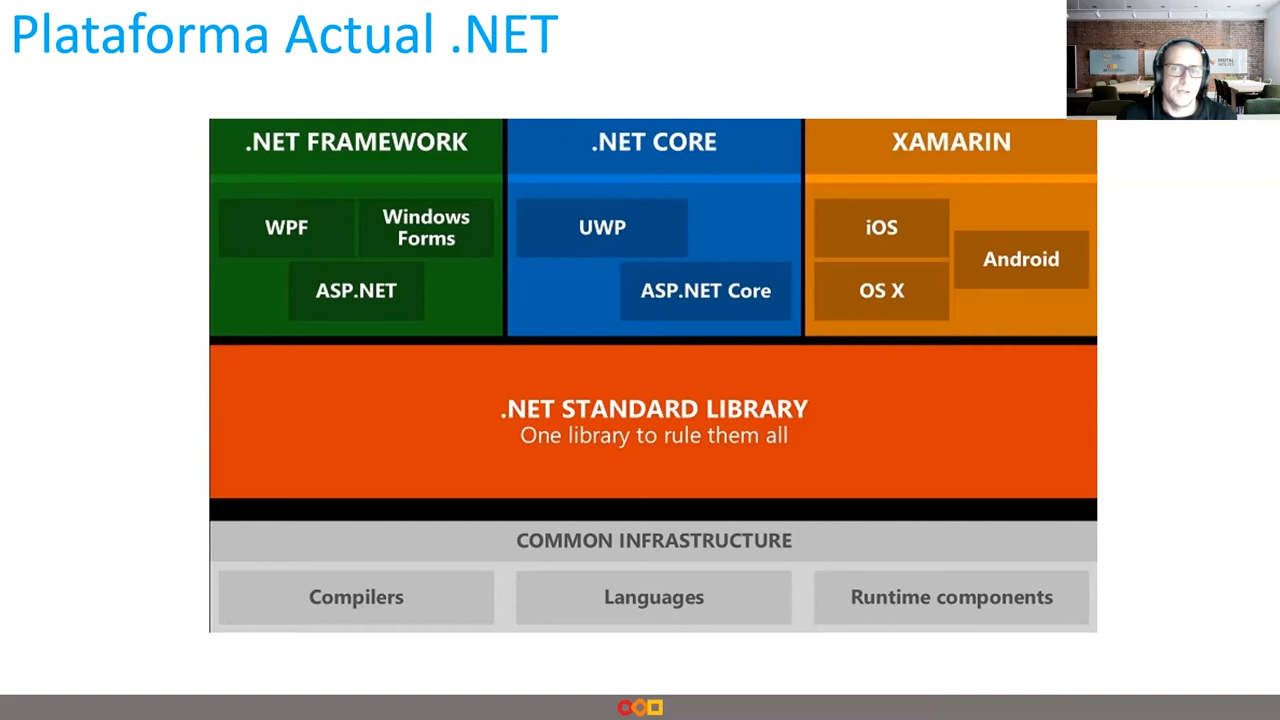 Plataforma Actual .NET
.NET FRAMEWORK
WPF
Windows
Forms
ASP.NET
.NET CORE
UWP
ASP.NET Core
XAMARIN
iOS
Android
OS X
.NET STANDARD LIBRARY
One library to rule them all
COMMON INFRASTRUCTURE
Compilers
Languages
Runtime components